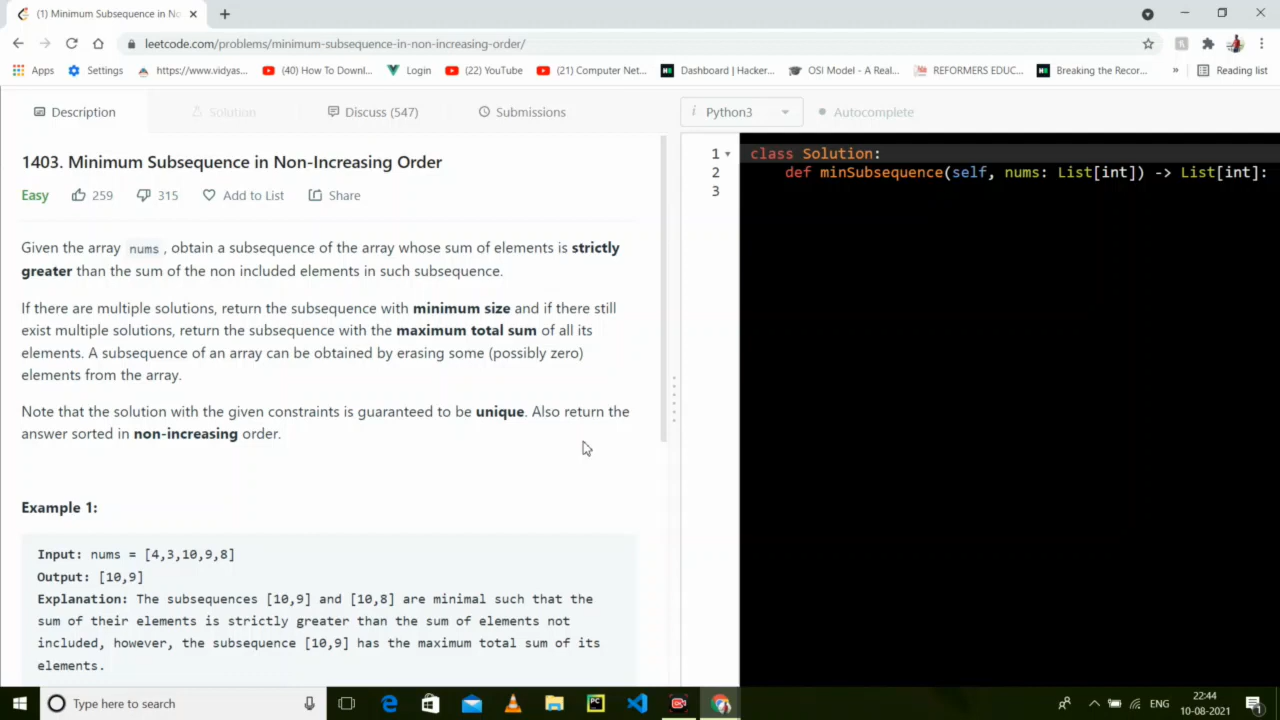 (1) Minimum Subsequence in No
leetcode.com/problems/minimum-subsequence-in-non-increasing-order/
Apps Settings https://www.vidyas... (40) How To Downl... Login (22) YouTube (21) Computer Net... Dashboard | Hacker... OSI Model - A Real... REFORMERS EDUC... Breaking the Recor... » Reading list
Description Solution Discuss (547) Submissions i Python3 Autocomplete
1403. Minimum Subsequence in Non-Increasing Order
Easy 259 315 Add to List Share
Given the array nums, obtain a subsequence of the array whose sum of elements is strictly
greater than the sum of the non included elements in such subsequence.
If there are multiple solutions, return the subsequence with minimum size and if there still
exist multiple solutions, return the subsequence with the maximum total sum of all its
elements. A subsequence of an array can be obtained by erasing some (possibly zero)
elements from the array.
Note that the solution with the given constraints is guaranteed to be unique. Also return the
answer sorted in non-increasing order.
Example 1:
Input: nums = [4,3,10,9,8]
Output: [10,9]
Explanation: The subsequences [10,9] and [10,8] are minimal such that the
sum of their elements is strictly greater than the sum of elements not
included, however, the subsequence [10,9] has the maximum total sum of its
elements.
1 class Solution:
2 def minSubsequence(self, nums: List[int]) -> List[int]:
3
Type here to search
ENG
22:44
10-08-2021
1